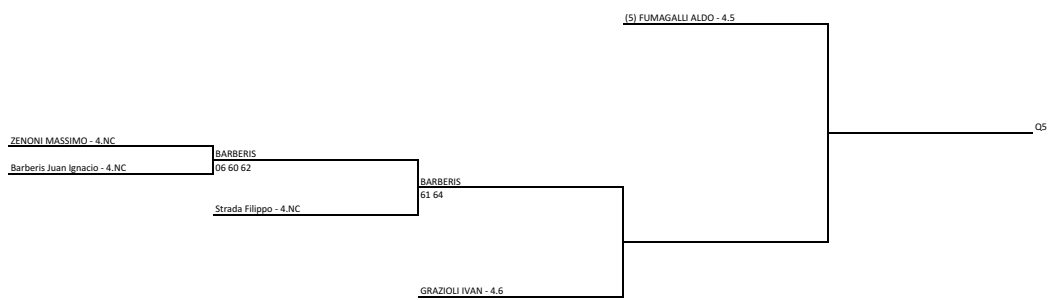 (5) FUMAGALLI ALDO - 4.5
Q5
ZENONI MASSIMO - 4.NC
BARBERIS
Barberis Juan Ignacio - 4.NC
06 60 62
BARBERIS
61 64
Strada Filippo - 4.NC
GRAZIOLI IVAN - 4.6